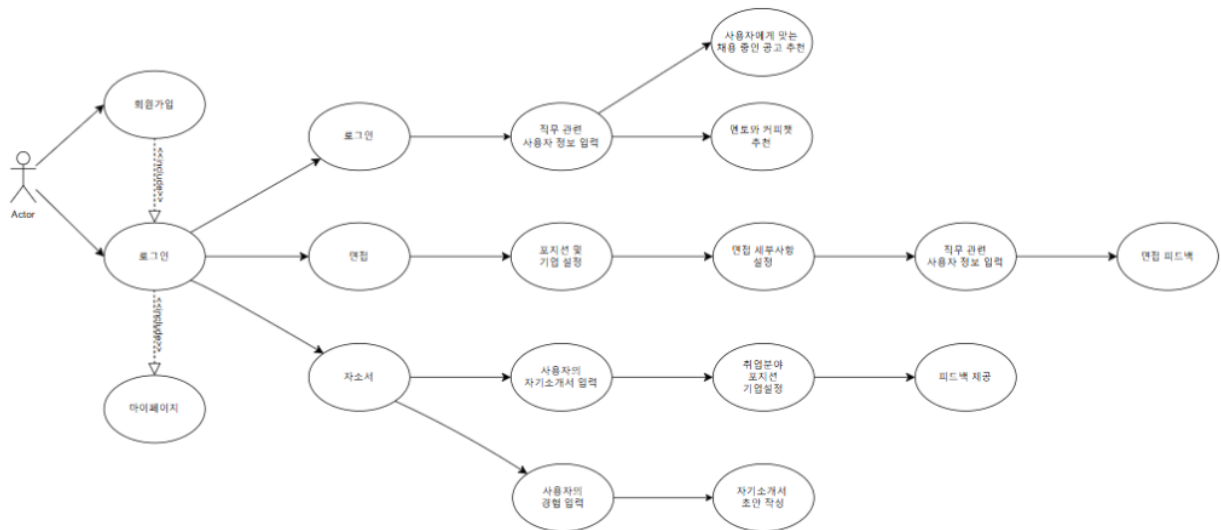 사용자에게 맞는
채용 중인 공고 추천
회원가입
로그인
직무 관련
사용자 정보 입력
멘토와 커피챗
추천
<<include>>
Actor
로그인
면접
포지션 및
기업 설정
면접 세부사항
설정
직무 관련
사용자 정보 입력
면접 피드백
<<include>>
자소서
사용자의
자기소개서 입력
취업분야
포지션
기업설정
피드백 제공
마이페이지
사용자의
경험 입력
자기소개서
초안 작성